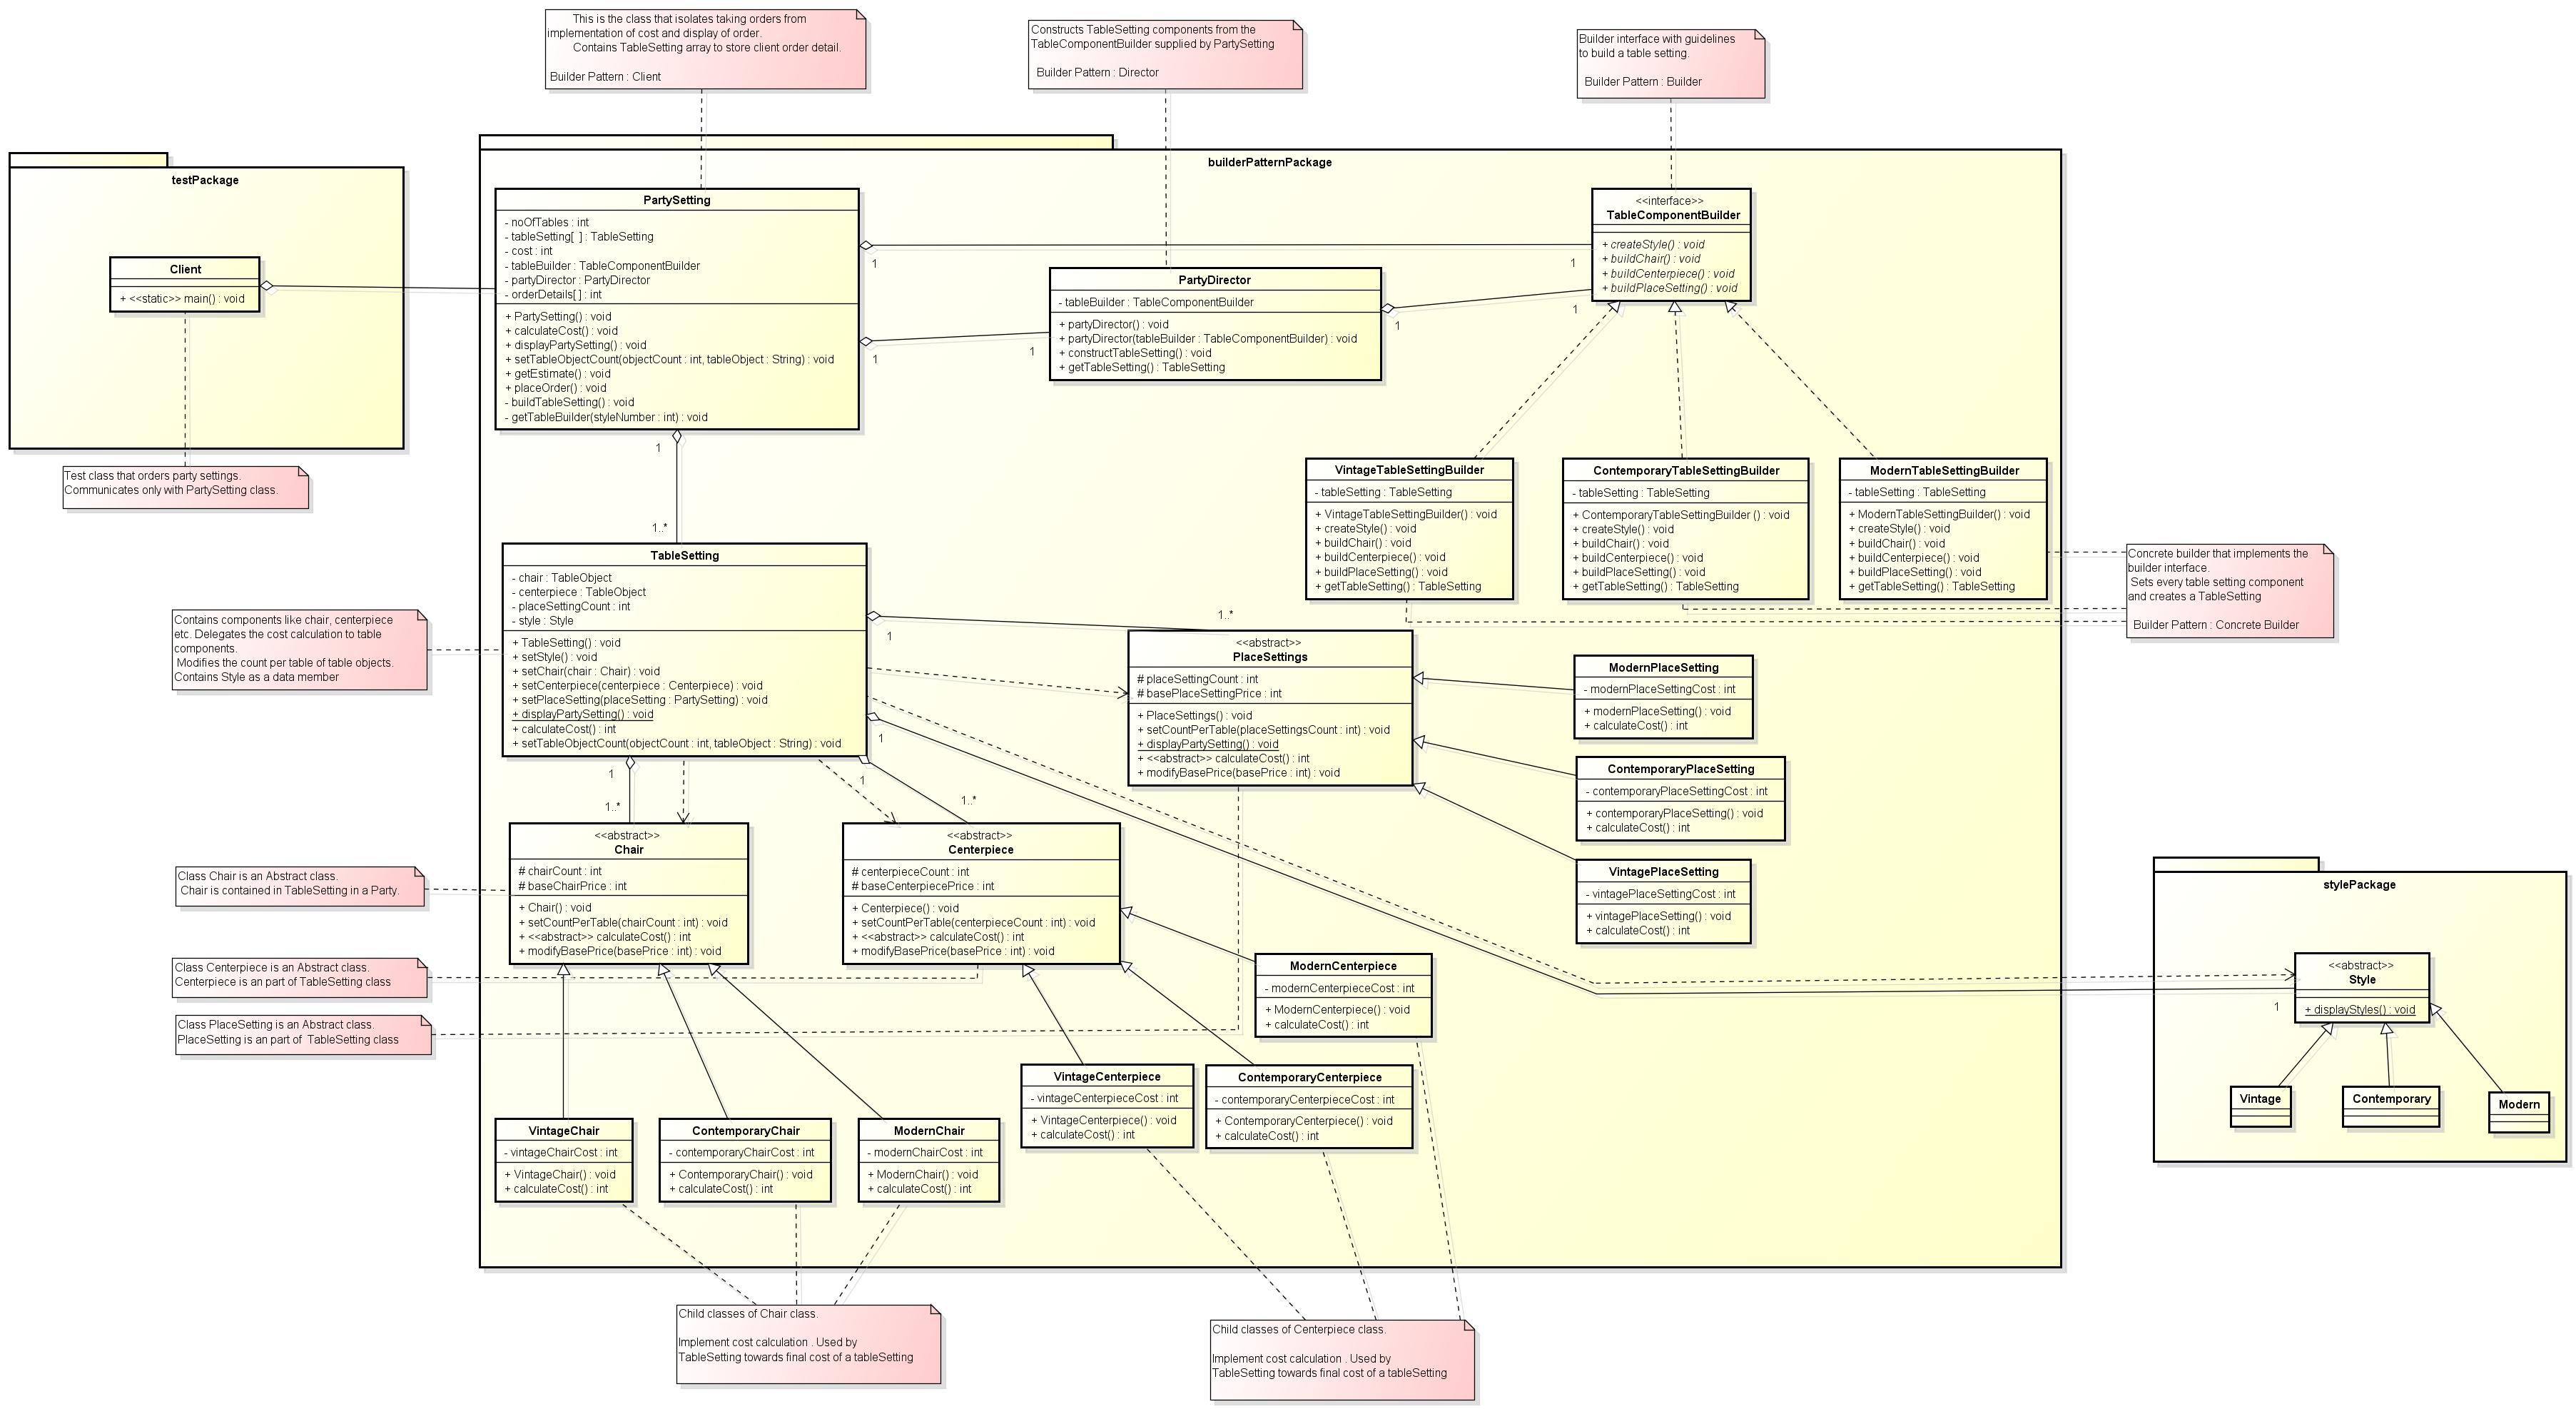 This is the class that isolates taking orders from
implementation of cost and display of order.
Contains TableSetting array to store client order detail.
Builder Pattern : Client
Constructs TableSetting components from the
TableComponentBuilder supplied by PartySetting
Builder Pattern : Director
Builder interface with guidelines
to build a table setting.
Builder Pattern : Builder
testPackage
Client
+ <<static>> main() : void
Test class that orders party settings.
Communicates only with PartySetting class.
builderPatternPackage
PartySetting
- noOfTables : int
- tableSetting[ ] : TableSetting
- cost : int
- tableBuilder : TableComponentBuilder
- partyDirector : PartyDirector
- orderDetails[ ] : int
+ PartySetting() : void
+ calculateCost() : void
+ displayPartySetting() : void
+ setTableObjectCount(objectCount : int, tableObject : String) : void
+ getEstimate() : void
+ placeOrder() : void
- buildTableSetting() : void
- getTableBuilder(styleNumber : int) : void
1
1
1
1
PartyDirector
- tableBuilder : TableComponentBuilder
+ partyDirector() : void
+ partyDirector(tableBuilder : TableComponentBuilder) : void
+ constructTableSetting() : void
+ getTableSetting() : TableSetting
1
1
<<interface>>
TableComponentBuilder
+ createStyle() : void
+ buildChair() : void
+ buildCenterpiece() : void
+ buildPlaceSetting() : void
VintageTableSettingBuilder
- tableSetting : TableSetting
+ VintageTableSettingBuilder() : void
+ createStyle() : void
+ buildChair() : void
+ buildCenterpiece() : void
+ buildPlaceSetting() : void
+ getTableSetting() : TableSetting
ContemporaryTableSettingBuilder
- tableSetting : TableSetting
+ ContemporaryTableSettingBuilder () : void
+ createStyle() : void
+ buildChair() : void
+ buildCenterpiece() : void
+ buildPlaceSetting() : void
+ getTableSetting() : TableSetting
ModernTableSettingBuilder
- tableSetting : TableSetting
+ ModernTableSettingBuilder() : void
+ createStyle() : void
+ buildChair() : void
+ buildCenterpiece() : void
+ buildPlaceSetting() : void
+ getTableSetting() : TableSetting
Concrete builder that implements the
builder interface.
Sets every table setting component
and creates a TableSetting
Builder Pattern : Concrete Builder
1
1..*
TableSetting
- chair : TableObject
- centerpiece : TableObject
- placeSettingCount : int
- style : Style
+ TableSetting() : void
+ setStyle() : void
+ setChair(chair : Chair) : void
+ setCenterpiece(centerpiece : Centerpiece) : void
+ setPlaceSetting(placeSetting : PartySetting) : void
+ displayPartySetting() : void
+ calculateCost() : int
+ setTableObjectCount(objectCount : int, tableObject : String) : void
Contains components like chair, centerpiece
etc. Delegates the cost calculation to table
components.
Modifies the count per table of table objects.
Contains Style as a data member
1
1..*
1
<<abstract>>
PlaceSettings
# placeSettingCount : int
# basePlaceSettingPrice : int
+ PlaceSettings() : void
+ setCountPerTable(placeSettingsCount : int) : void
+ displayPartySetting() : void
+ <<abstract>> calculateCost() : int
+ modifyBasePrice(basePrice : int) : void
ModernPlaceSetting
- modernPlaceSettingCost : int
+ modernPlaceSetting() : void
+ calculateCost() : int
ContemporaryPlaceSetting
- contemporaryPlaceSettingCost : int
+ contemporaryPlaceSetting() : void
+ calculateCost() : int
VintagePlaceSetting
- vintagePlaceSettingCost : int
+ vintagePlaceSetting() : void
+ calculateCost() : int
1
1..*
1
1..*
<<abstract>>
Chair
# chairCount : int
# baseChairPrice : int
+ Chair() : void
+ setCountPerTable(chairCount : int) : void
+ <<abstract>> calculateCost() : int
+ modifyBasePrice(basePrice : int) : void
<<abstract>>
Centerpiece
# centerpieceCount : int
# baseCenterpiecePrice : int
+ Centerpiece() : void
+ setCountPerTable(centerpieceCount : int) : void
+ <<abstract>> calculateCost() : int
+ modifyBasePrice(basePrice : int) : void
Class Chair is an Abstract class.
Chair is contained in TableSetting in a Party.
Class Centerpiece is an Abstract class.
Centerpiece is an part of TableSetting class
Class PlaceSetting is an Abstract class.
PlaceSetting is an part of TableSetting class
ModernCenterpiece
- modernCenterpieceCost : int
+ ModernCenterpiece() : void
+ calculateCost() : int
VintageCenterpiece
- vintageCenterpieceCost : int
+ VintageCenterpiece() : void
+ calculateCost() : int
ContemporaryCenterpiece
- contemporaryCenterpieceCost : int
+ ContemporaryCenterpiece() : void
+ calculateCost() : int
VintageChair
- vintageChairCost : int
+ VintageChair() : void
+ calculateCost() : int
ContemporaryChair
- contemporaryChairCost : int
+ ContemporaryChair() : void
+ calculateCost() : int
ModernChair
- modernChairCost : int
+ ModernChair() : void
+ calculateCost() : int
stylePackage
<<abstract>>
Style
+ displayStyles() : void
1
Vintage
Contemporary
Modern
Child classes of Chair class.
Implement cost calculation . Used by
TableSetting towards final cost of a tableSetting
Child classes of Centerpiece class.
Implement cost calculation . Used by
TableSetting towards final cost of a tableSetting